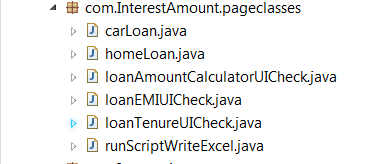 com.InterestAmount.pageclasses
carLoan.java
homeLoan.java
loanAmountCalculatorUICheck.java
loanEMIUICheck.java
loanTenureUICheck.java
runScriptWriteExcel.java